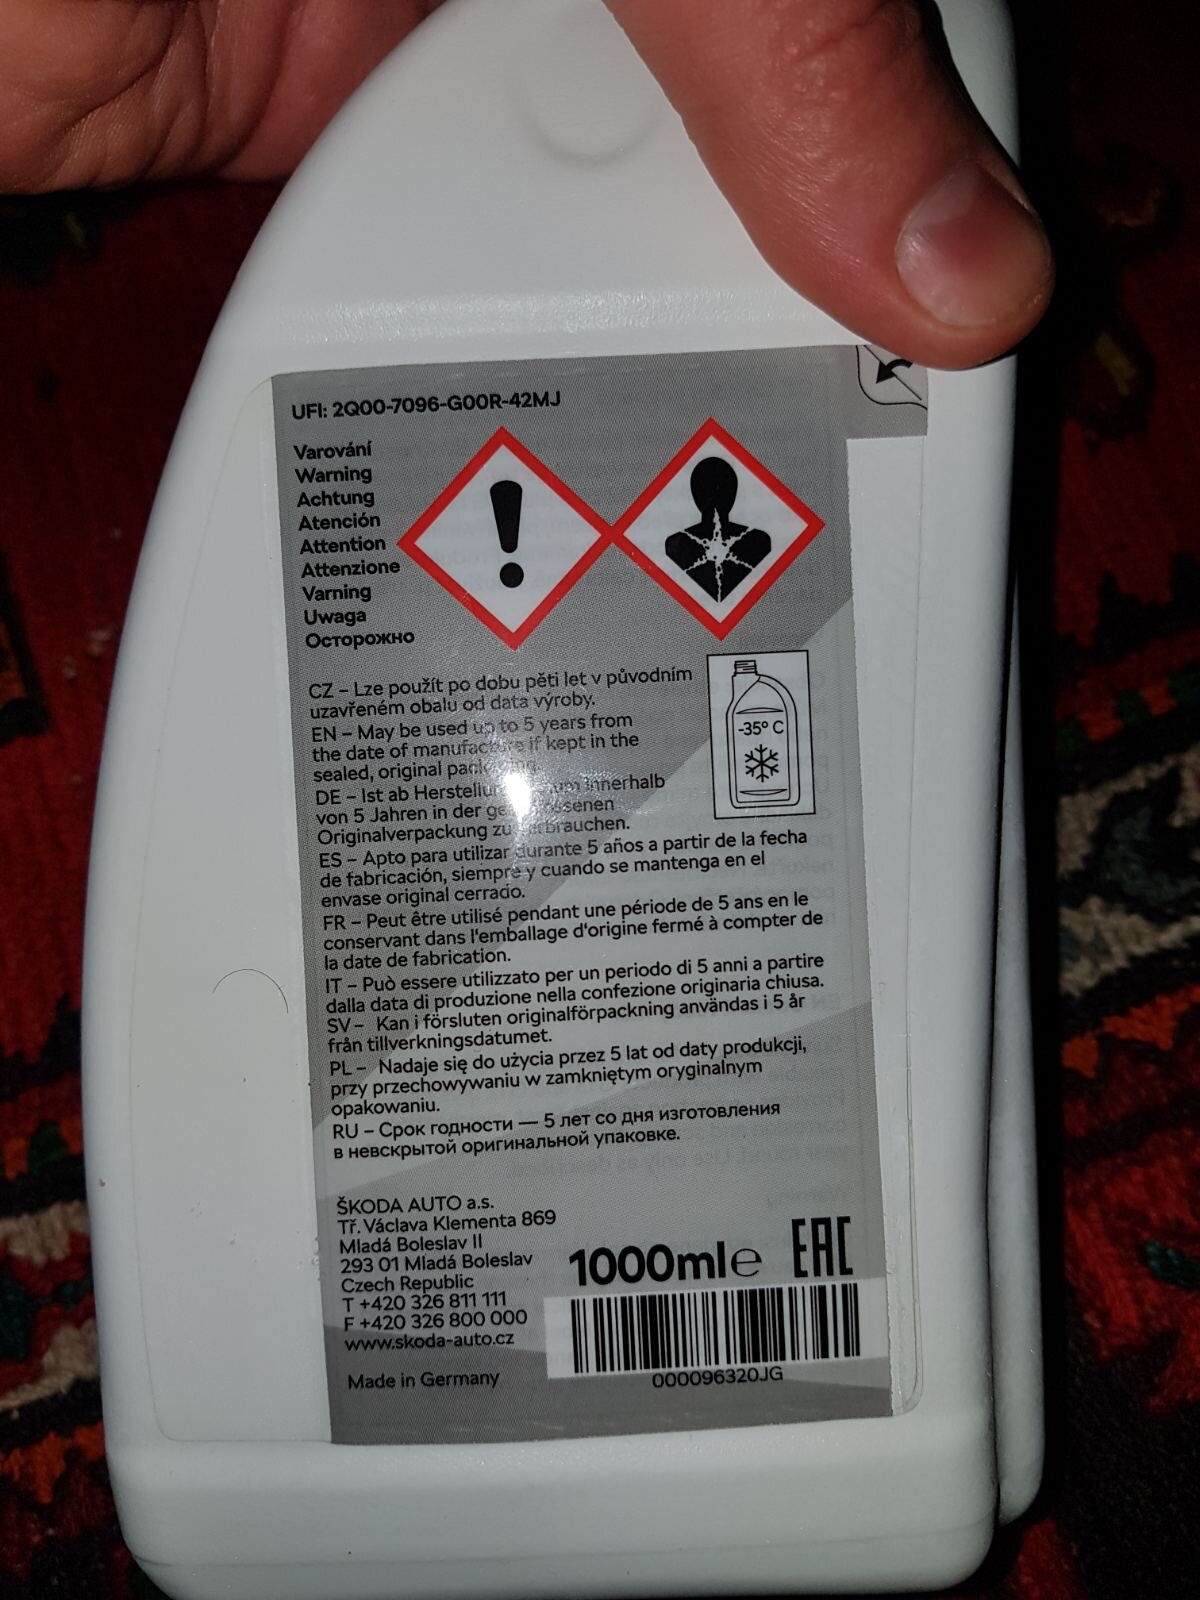 UFI: 2Q00-7096-G00R-42MJ
Varování
Warning
Achtung
Atención
Attention
Attenzione
Varning
Uwaga
Осторожно
CZ – Lze použít po dobu pěti let v původním
uzavřeném obalu od data výroby.
EN – May be used up to 5 years from
the date of manufacture if kept in the
sealed, original
DE – Ist ab innerhalb
von 5 Jahren in der
Originalverpackung zu verbrauchen.
ES – Apto para utilizar durante 5 años a partir de la fecha
de fabricación, siempre y cuando se mantenga en el
envase original cerrado.
FR – Peut être utilisé pendant une période de 5 ans en le
conservant dans l'emballage d'origine fermé à compter de
la date de fabrication.
IT – Può essere utilizzato per un periodo di 5 anni a partire
dalla data di produzione nella confezione originaria chiusa.
SV – Kan i försluten originalförpackning användas i 5 år
från tillverkningsdatumet.
PL – Nadaje się do użycia przez 5 lat od daty produkcji,
przy przechowywaniu w zamkniętym oryginalnym
opakowaniu.
RU – Срок годности — 5 лет со дня изготовления
в невскрытой оригинальной упаковке.
-35° C
ŠKODA AUTO a.s.
Tř. Václava Klementa 869
Mladá Boleslav II
293 01 Mladá Boleslav
Czech Republic
T +420 326 811 111
F +420 326 800 000
www.skoda-auto.cz
Made in Germany
1000ml ℮
EAC
000096320JG